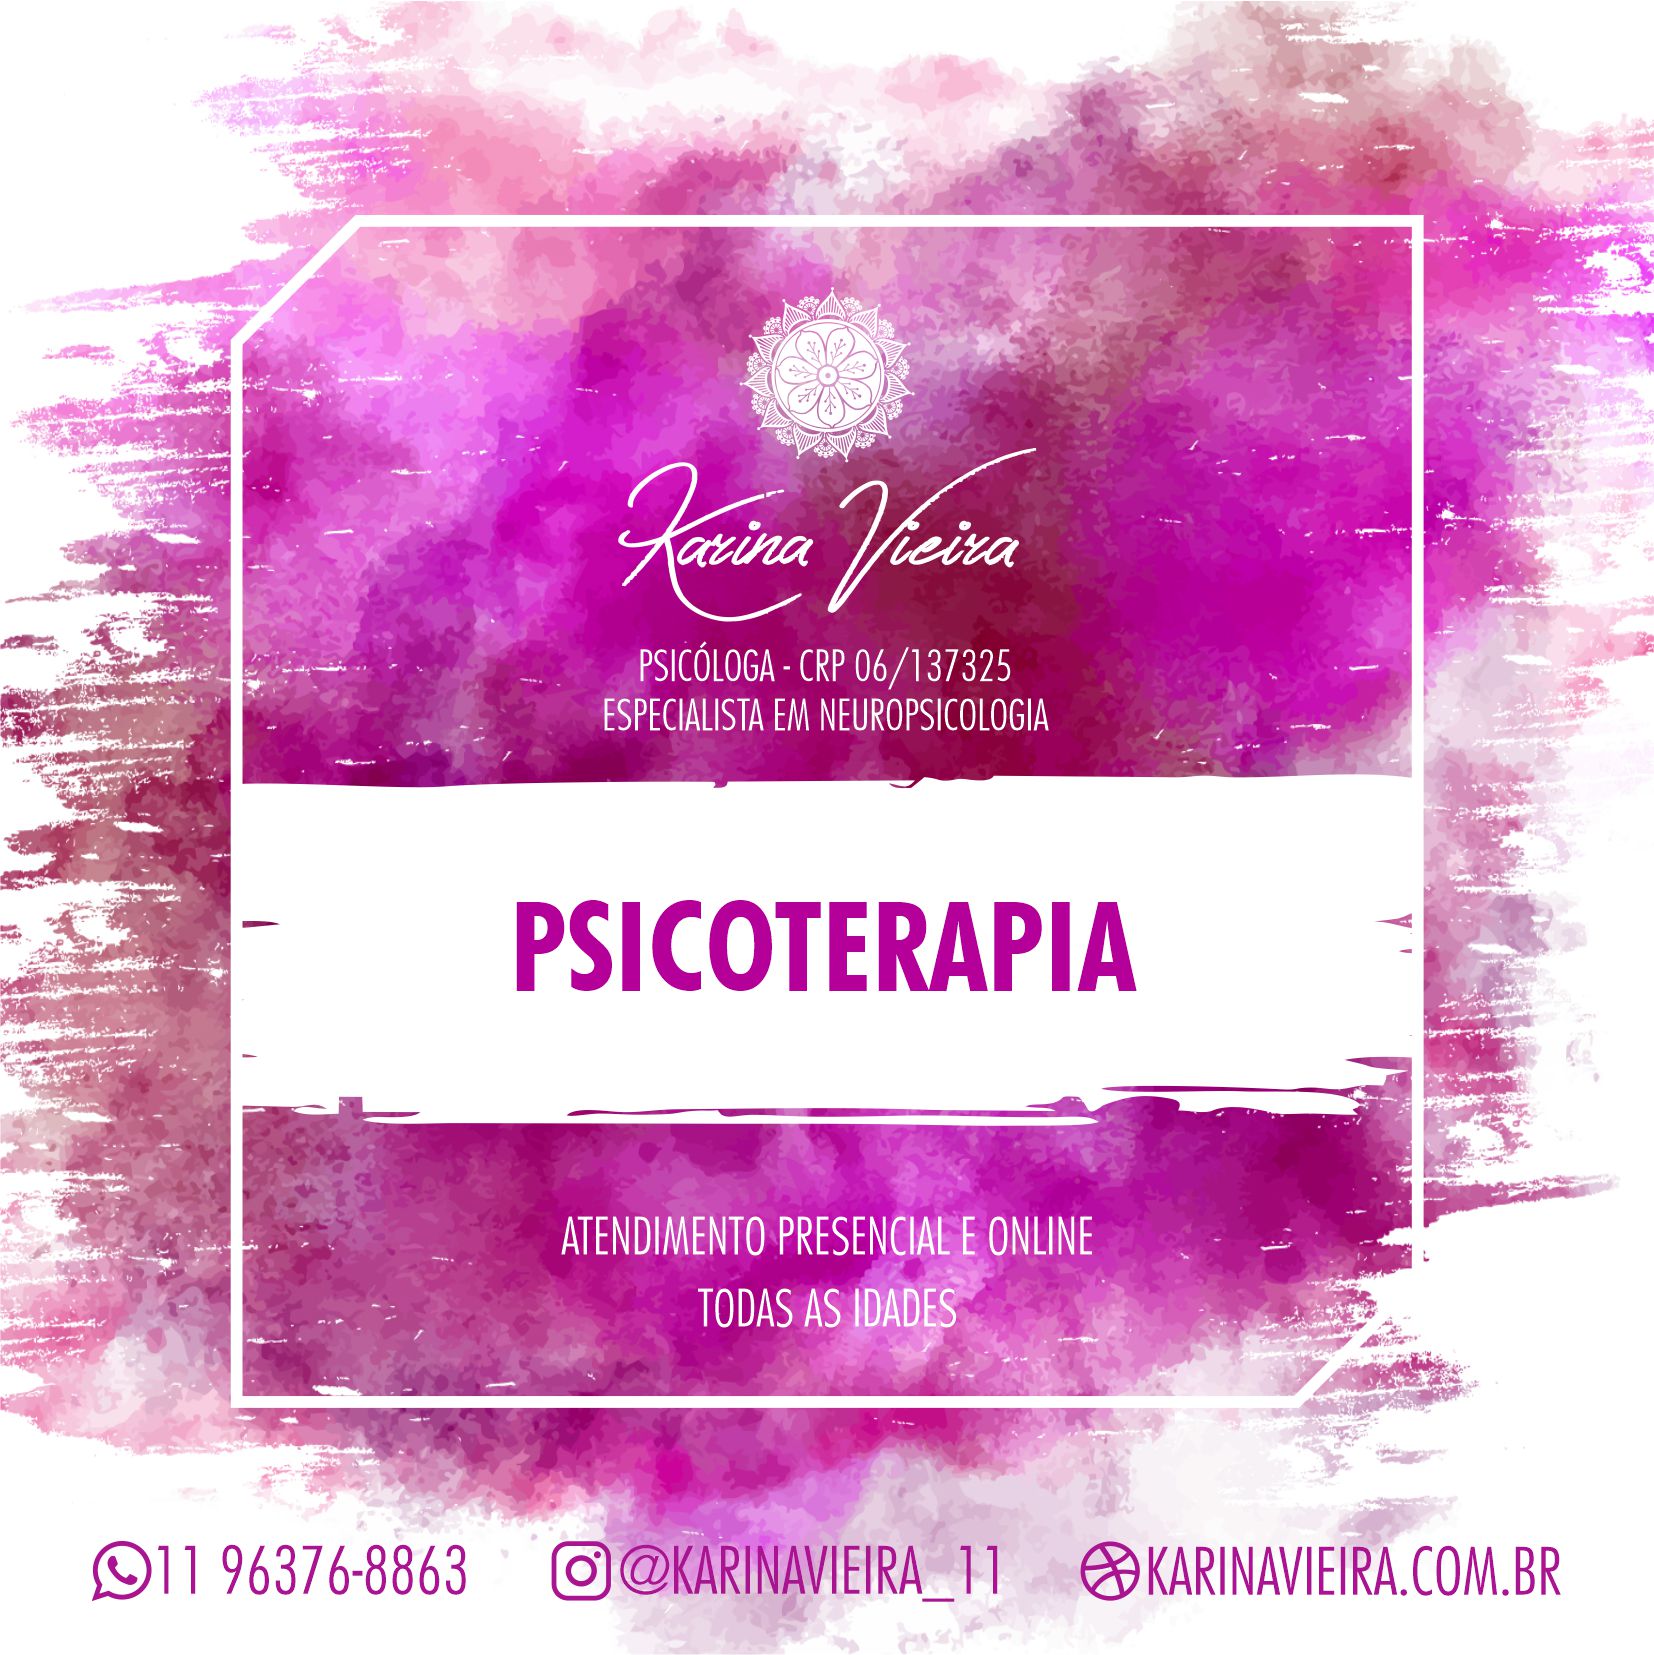 Karina Vieira
PSICÓLOGA - CRP 06/137325
ESPECIALISTA EM NEUROPSICOLOGIA
PSICOTERAPIA
ATENDIMENTO PRESENCIAL E ONLINE
TODAS AS IDADES
11 96376-8863 @KARINAVIEIRA_11 KARINAVIEIRA.COM.BR